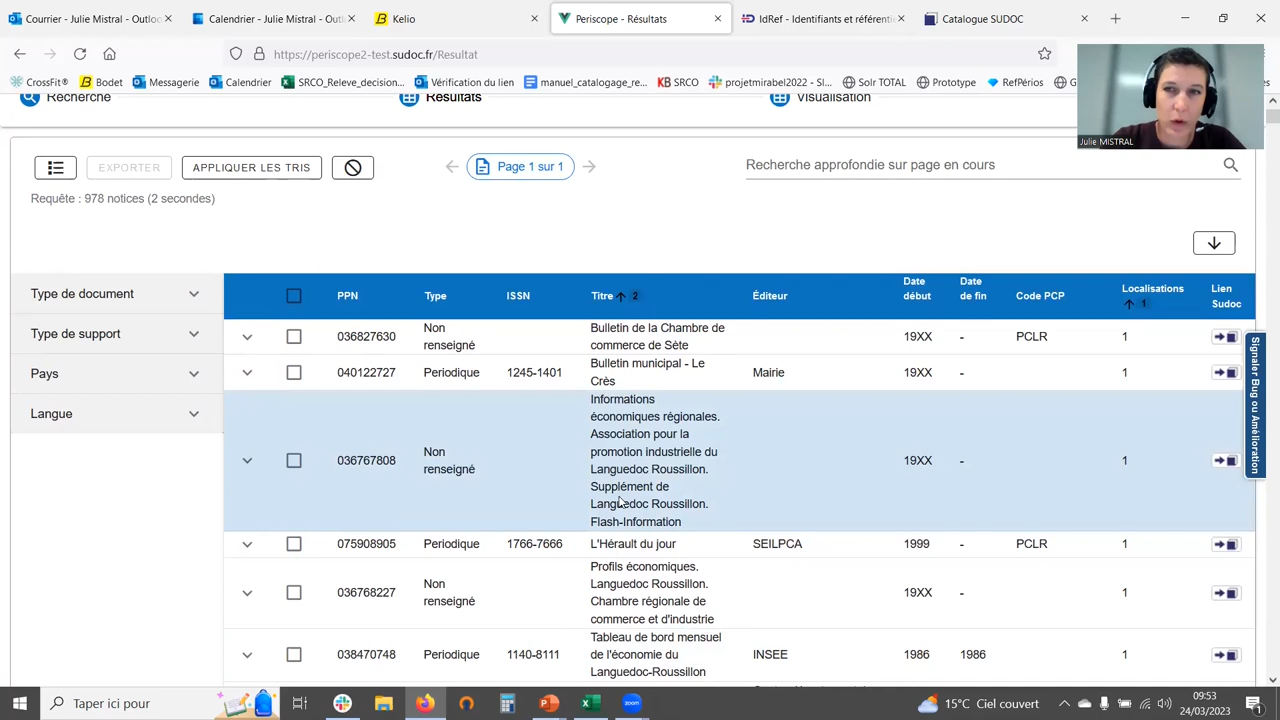 Courrier - Julie Mistral - Outloo
Calendrier - Julie Mistral - Outl
Kelio
Periscope - Résultats
IdRef - Identifiants et référentie
Catalogue SUDOC
https://periscope2-test.sudoc.fr/Resultat
CrossFit®
Bodet
Messagerie
Calendrier
SRCO_Releve_decision...
Vérification du lien
manuel_catalogage_re...
KB SRCO
projetmirabel2022 - Sl...
Solr TOTAL
Prototype
RefPérios
G
Recherche
Résultats
Visualisation
Julie MISTRAL
EXPORTER
APPLIQUER LES TRIS
Page 1 sur 1
Recherche approfondie sur page en cours
Requête : 978 notices (2 secondes)
Type de document
Type de support
Pays
Langue
PPN
Type
ISSN
Titre 2
Éditeur
Date début
Date de fin
Code PCP
Localisations 1
Lien Sudoc
036827630
Non renseigné
Bulletin de la Chambre de
commerce de Sète
19XX
-
PCLR
1
040122727
Periodique
1245-1401
Bulletin municipal - Le
Crès
Mairie
19XX
-
1
036767808
Non renseigné
Informations
économiques régionales.
Association pour la
promotion industrielle du
Languedoc Roussillon.
Supplément de
Languedoc Roussillon.
Flash-Information
19XX
-
1
075908905
Periodique
1766-7666
L'Hérault du jour
SEILPCA
1999
-
PCLR
1
036768227
Non renseigné
Profils économiques.
Languedoc Roussillon.
Chambre régionale de
commerce et d'industrie
19XX
-
1
038470748
Periodique
1140-8111
Tableau de bord mensuel
de l'économie du
Languedoc-Roussillon
INSEE
1986
1986
1
Signaler Bug ou Amélioration
Taper ici pour
15°C Ciel couvert
09:53
24/03/2023